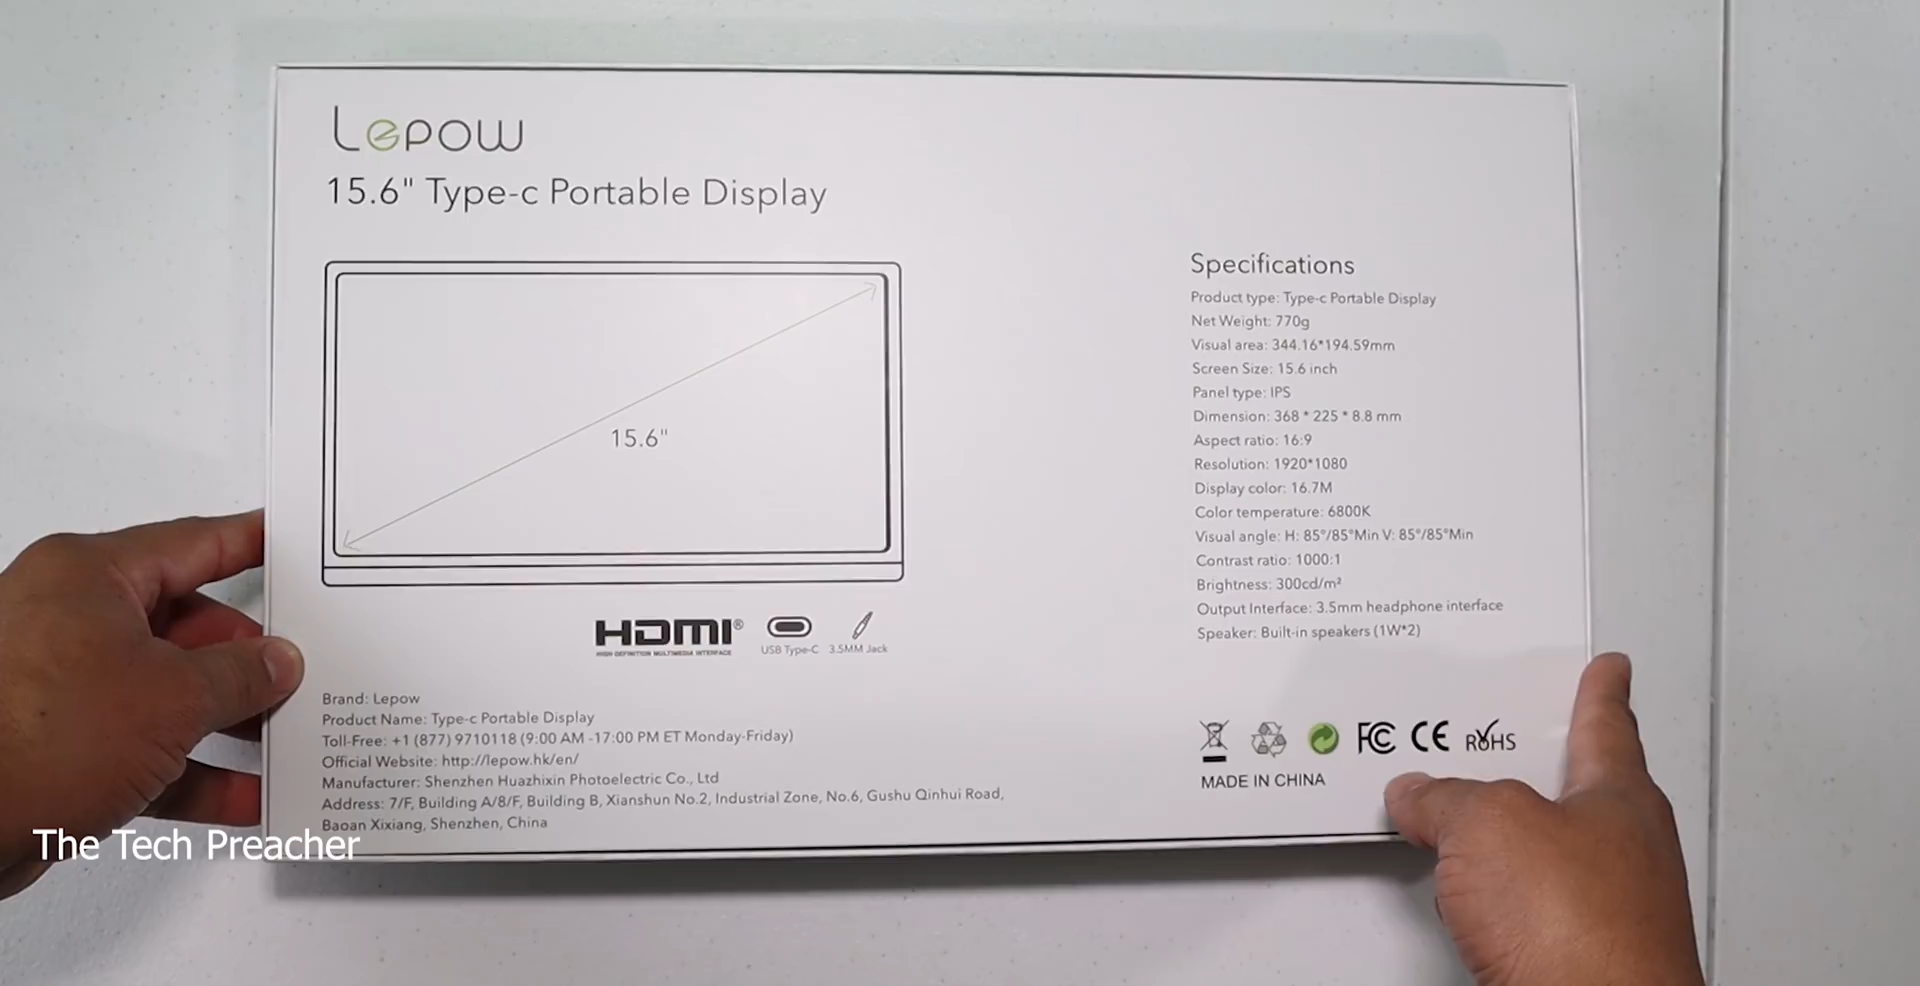 Lepow
15.6" Type-c Portable Display
15.6"
HDMI®
HIGH DEFINITION MULTIMEDIA INTERFACE
USB Type-C
3.5MM Jack
Brand: Lepow
Product Name: Type-c Portable Display
Toll-Free: +1 (877) 9710118 (9:00 AM -17:00 PM ET Monday-Friday)
Official Website: http://lepow.hk/en/
Manufacturer: Shenzhen Huazhixin Photoelectric Co., Ltd
Address: 7/F, Building A/8/F, Building B, Xianshun No.2, Industrial Zone, No.6, Gushu Qinhui Road,
Baoan Xixiang, Shenzhen, China
Specifications
Product type: Type-c Portable Display
Net Weight: 770g
Visual area: 344.16*194.59mm
Screen Size: 15.6 inch
Panel type: IPS
Dimension: 368 * 225 * 8.8 mm
Aspect ratio: 16:9
Resolution: 1920*1080
Display color: 16.7M
Color temperature: 6800K
Visual angle: H: 85°/85°Min V: 85°/85°Min
Contrast ratio: 1000:1
Brightness: 300cd/m²
Output Interface: 3.5mm headphone interface
Speaker: Built-in speakers (1W*2)
FC CE RoHS
MADE IN CHINA
The Tech Preacher